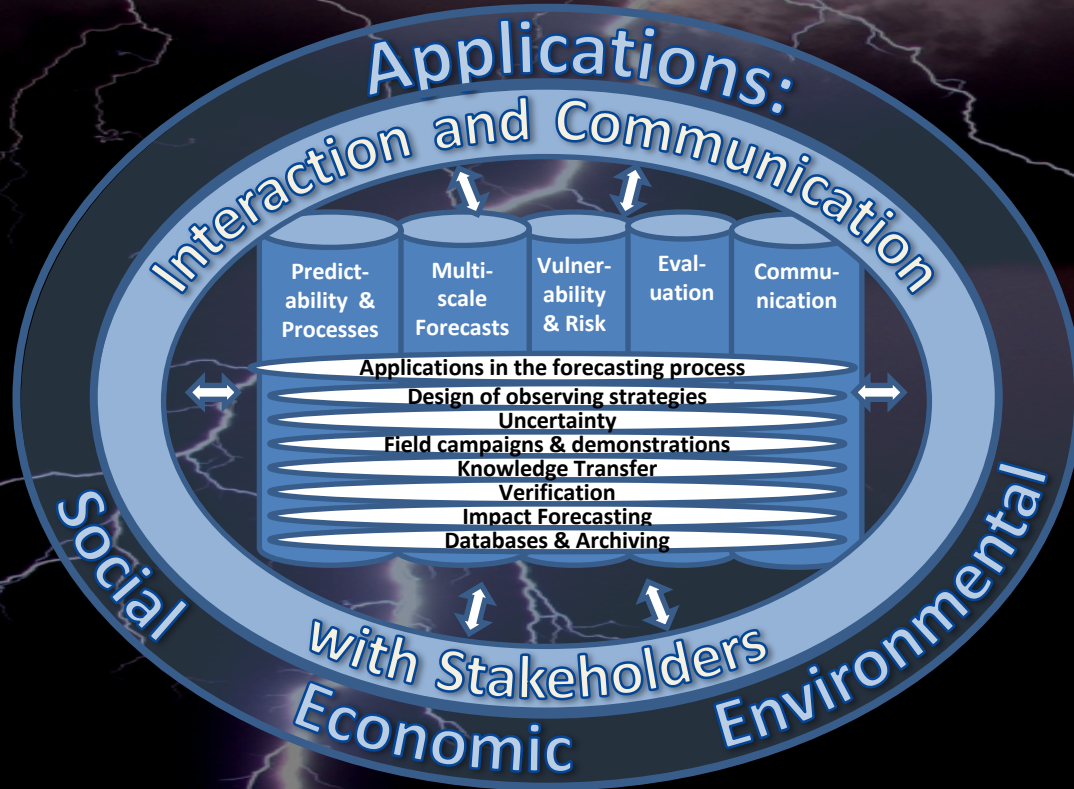 Applications:
Interaction and Communication
Predict-
ability &
Processes
Multi-
scale
Forecasts
Vulner-
ability
& Risk
Eval-
uation
Commu-
nication
Applications in the forecasting process
Design of observing strategies
Uncertainty
Field campaigns & demonstrations
Knowledge Transfer
Verification
Impact Forecasting
Databases & Archiving
with Stakeholders
Social
Economic
Environmental